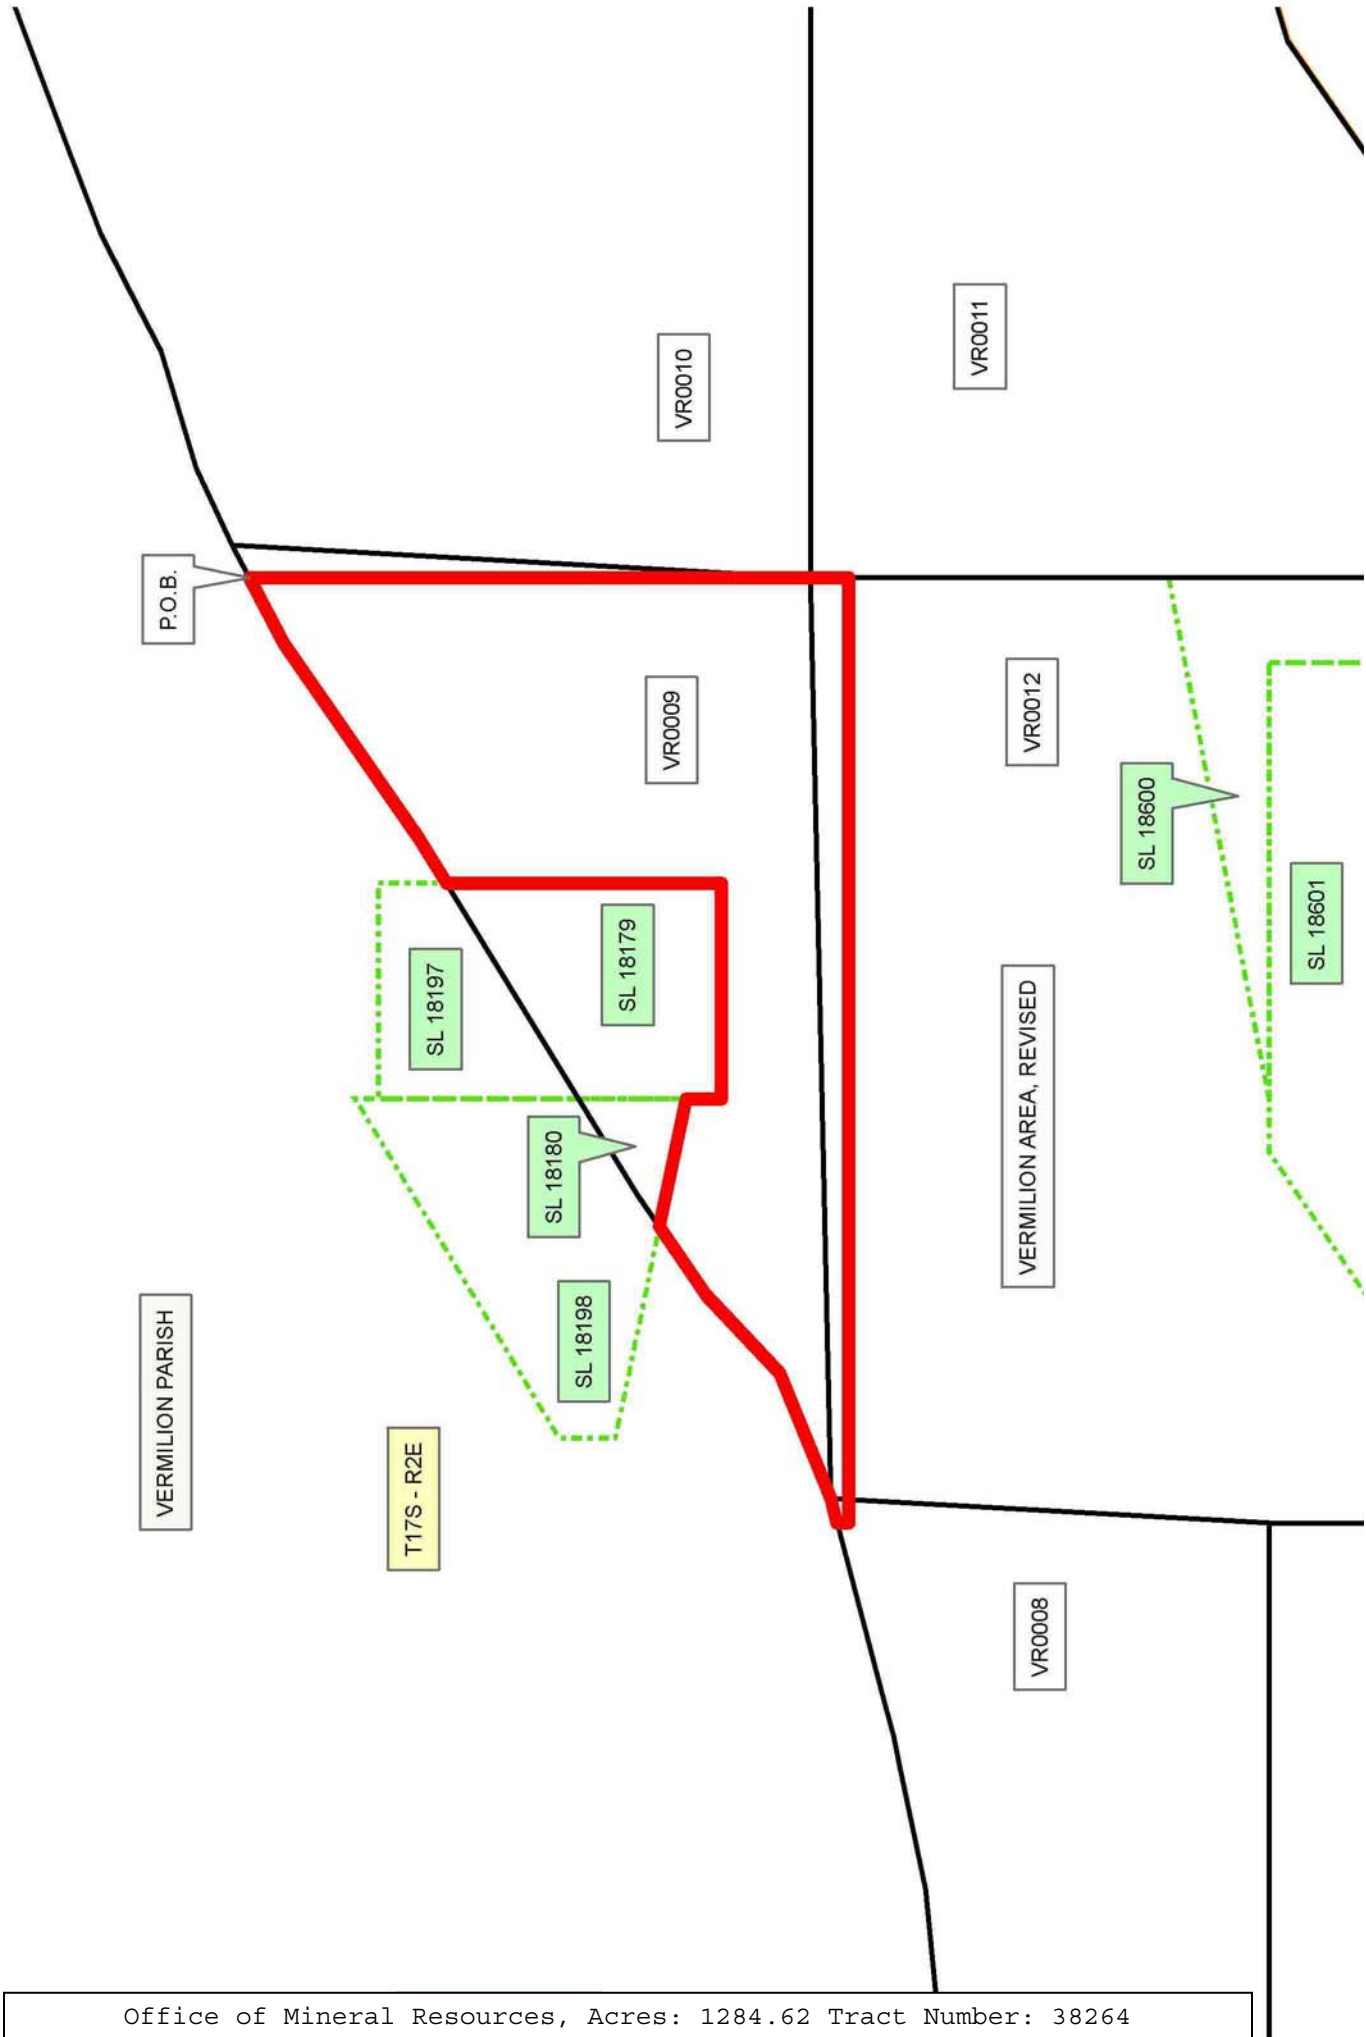 P.O.B.
VR0010
VR0011
VR0009
VR0012
SL 18600
SL 18601
SL 18197
SL 18179
SL 18180
SL 18198
VERMILION AREA, REVISED
VERMILION PARISH
T17S - R2E
VR0008
Office of Mineral Resources, Acres: 1284.62 Tract Number: 38264